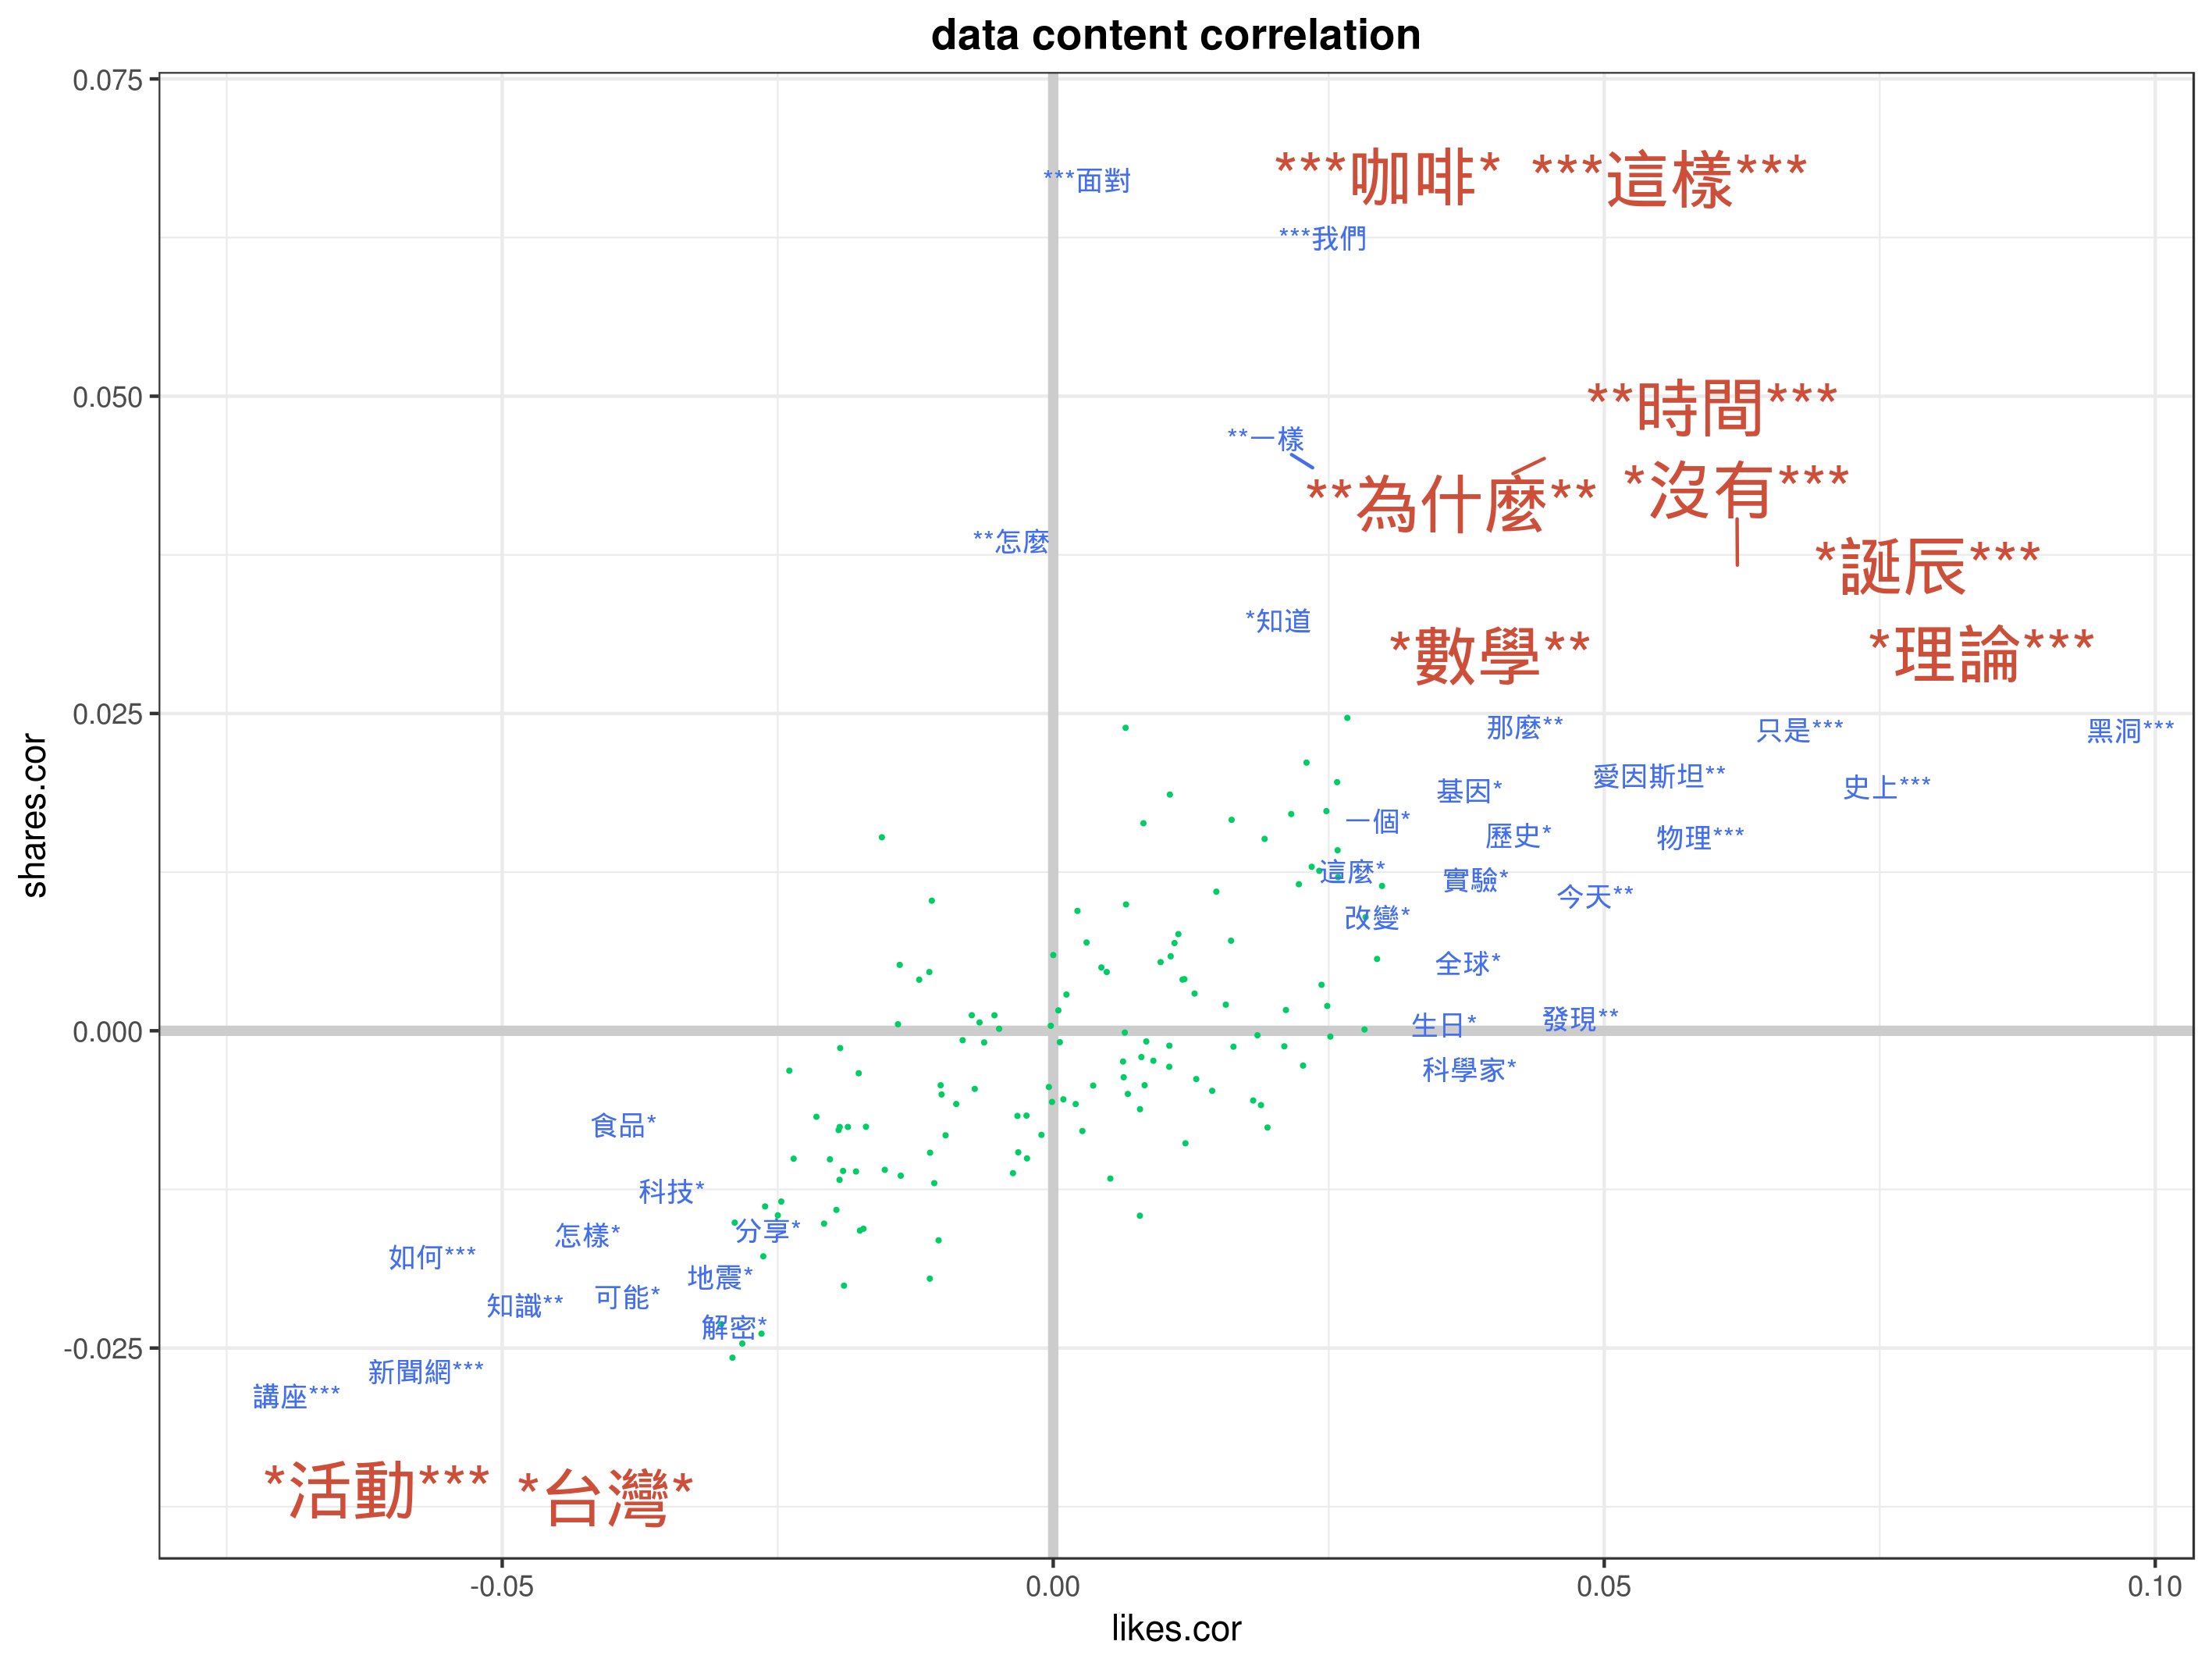 data content correlation
0.075
***面對
***咖啡*
***這樣***
***我們
0.050
**時間***
**一樣
**為什麼**
*沒有***
**怎麼
*誕辰***
*知道
*數學**
*理論***
0.025
那麼**
只是***
黑洞***
愛因斯坦**
史上***
基因*
一個*
歷史*
物理***
這麼*
實驗*
今天**
改變*
全球*
生日*
發現**
0.000
科學家*
食品*
科技*
分享*
怎樣*
如何***
地震*
可能*
知識**
解密*
-0.025
新聞網***
講座***
*活動***
*台灣*
shares.cor
-0.05
0.00
0.05
0.10
likes.cor